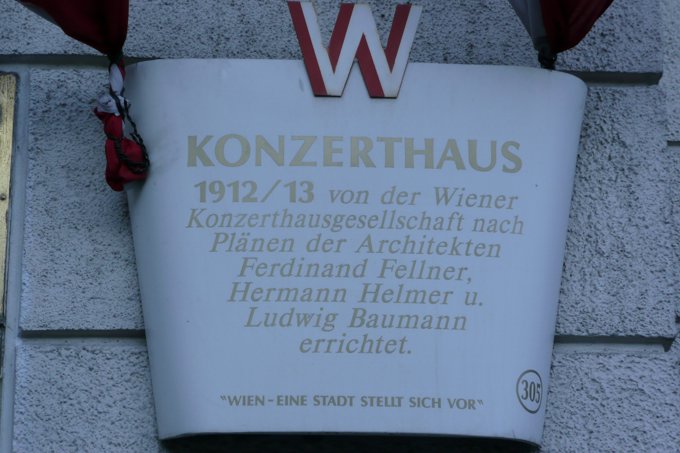 W
KONZERTHAUS
1912/13 von der Wiener
Konzerthausgesellschaft nach
Plänen der Architekten
Ferdinand Fellner,
Hermann Helmer u.
Ludwig Baumann
errichtet.
305
"WIEN - EINE STADT STELLT SICH VOR"